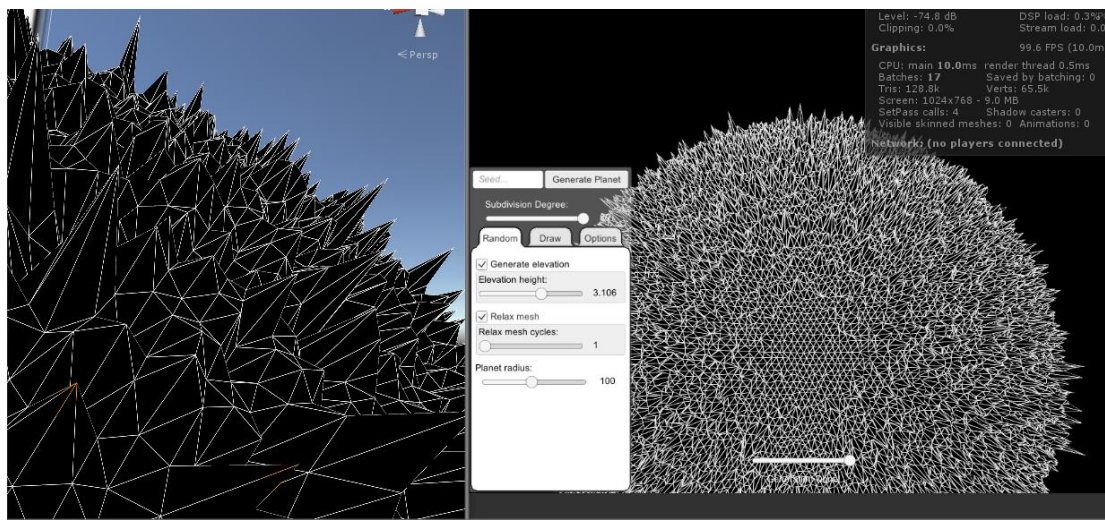 < Persp
Level: -74.8 dB DSP load: 0.3%
Clipping: 0.0% Stream load: 0.0
Graphics: 99.6 FPS (10.0m
CPU: main 10.0ms render thread 0.5ms
Batches: 17 Saved by batching: 0
Tris: 128.8k Verts: 65.5k
Screen: 1024x768 - 9.0 MB
SetPass calls: 4 Shadow casters: 0
Visible skinned meshes: 0 Animations: 0
Network: (no players connected)
Seed... Generate Planet
Subdivision Degree:
Random Draw Options
Generate elevation
Elevation height:
3.106
Relax mesh
Relax mesh cycles:
1
Planet radius:
100